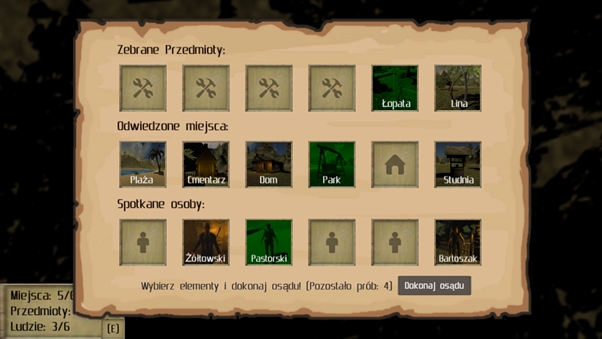 Zebrane Przedmioty:
Łopata
Lina
Odwiedzone miejsca:
Plaża
Cmentarz
Dom
Park
Studnia
Spotkane osoby:
Żółtowski
Pastorski
Bartoszak
Wybierz elementy i dokonaj osądu! (Pozostało prób: 4)
Dokonaj osądu
Miejsca: 5/6
Przedmioty:
Ludzie: 3/6
(E)